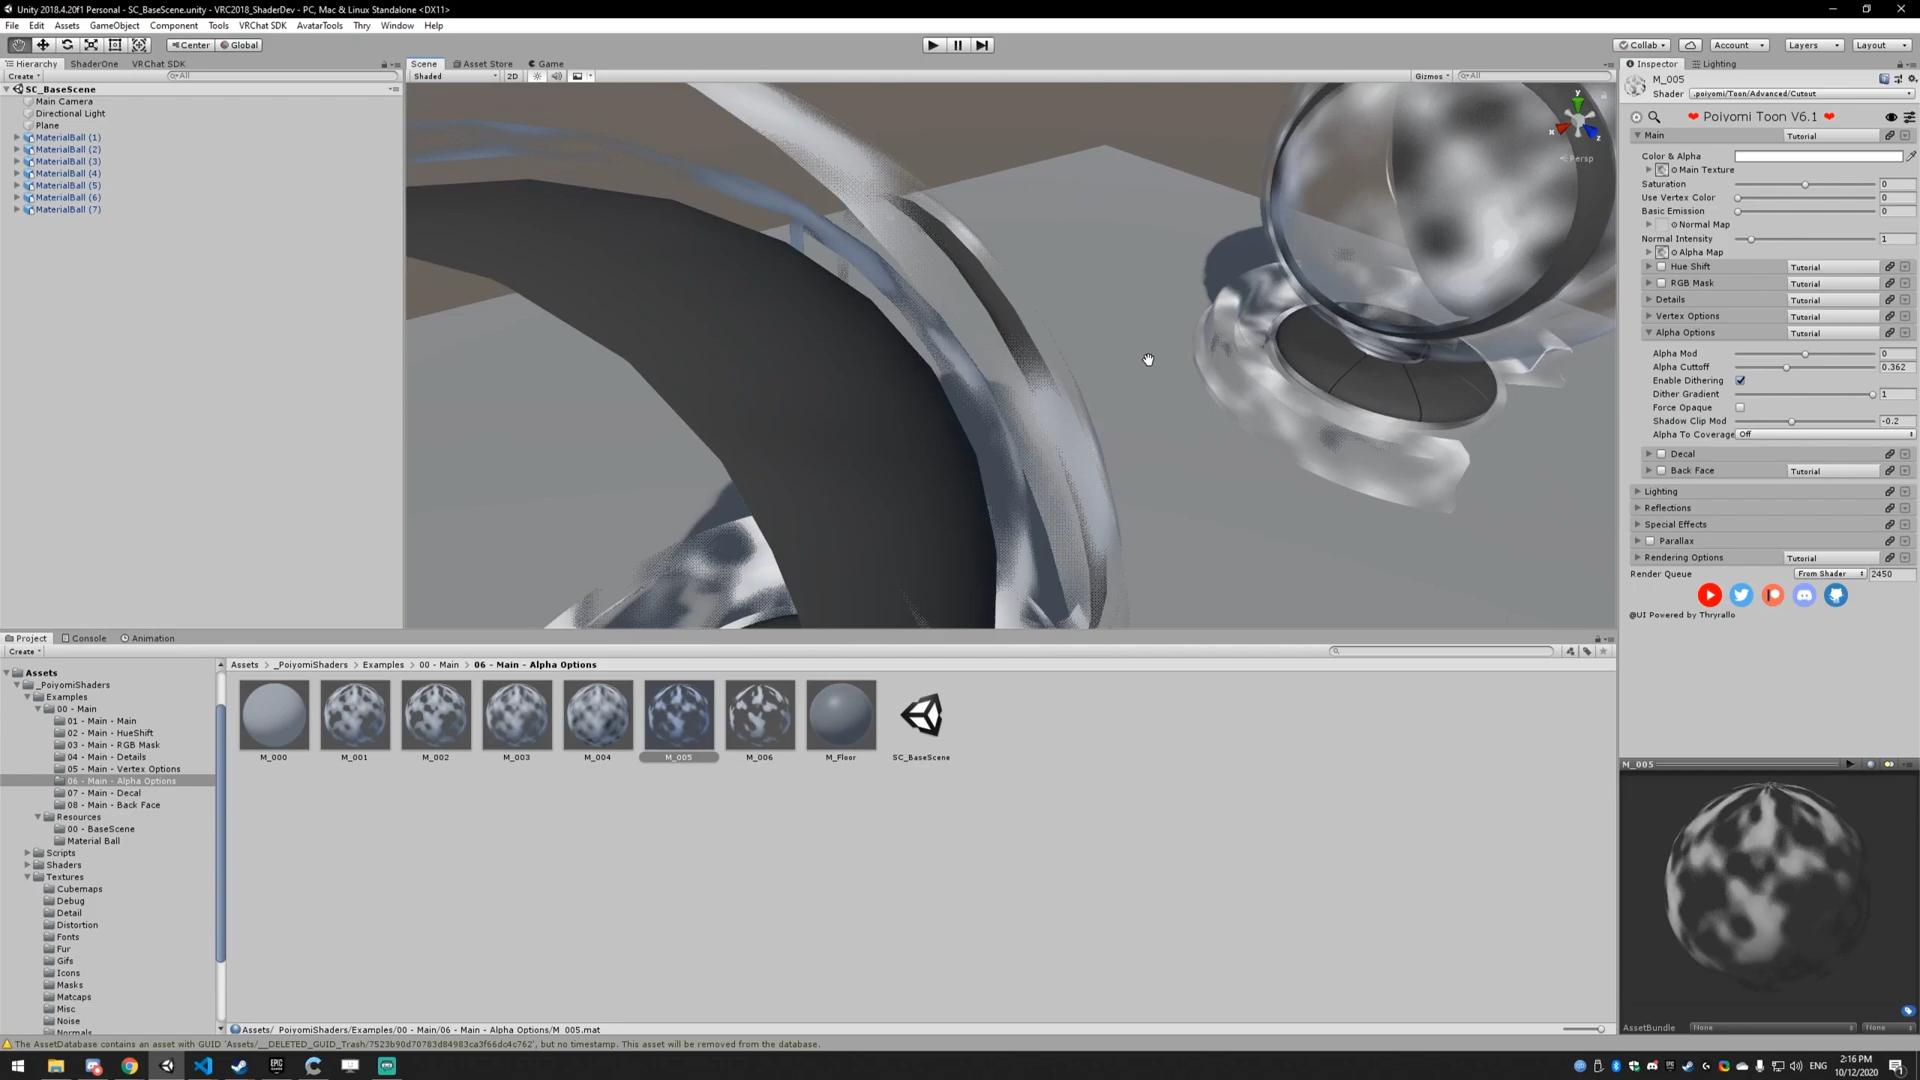 Unity 2018.4.20f1 Personal - SC_BaseScene.unity - VRC2018_ShaderDev - PC, Mac & Linux Standalone <DX11>
File Edit Assets GameObject Component Tools VRChat SDK AvatarTools Thry Window Help
Center Global Collab Account Layers Layout
Hierarchy ShaderOne VRChat SDK
Create All
SC_BaseScene
Main Camera
Directional Light
Plane
MaterialBall (1)
MaterialBall (2)
MaterialBall (3)
MaterialBall (4)
MaterialBall (5)
MaterialBall (6)
MaterialBall (7)
Scene Asset Store Game
Shaded 2D Gizmos All
y
x
z
Persp
Inspector Lighting
M_005
Shader .poiyomi/Toon/Advanced/Cutout
❤ Poiyomi Toon V6.1 ❤
Main Tutorial
Color & Alpha
Main Texture
Saturation 0
Use Vertex Color 0
Basic Emission 0
Normal Map
Normal Intensity 1
Alpha Map
Hue Shift Tutorial
RGB Mask Tutorial
Details Tutorial
Vertex Options Tutorial
Alpha Options Tutorial
Alpha Mod 0
Alpha Cuttoff 0.362
Enable Dithering
Dither Gradient 1
Force Opaque
Shadow Clip Mod -0.2
Alpha To Coverage Off
Decal
Back Face Tutorial
Lighting
Reflections
Special Effects
Parallax
Rendering Options Tutorial
Render Queue From Shader 2450
@UI Powered by Thryrallo
Project Console Animation
Create
Assets
_PoiyomiShaders
Examples
00 - Main
01 - Main - Main
02 - Main - HueShift
03 - Main - RGB Mask
04 - Main - Details
05 - Main - Vertex Options
06 - Main - Alpha Options
07 - Main - Decal
08 - Main - Back Face
Resources
00 - BaseScene
Material Ball
Scripts
Shaders
Textures
Cubemaps
Debug
Detail
Distortion
Fonts
Fur
Gifs
Icons
Masks
Matcaps
Misc
Noise
Normals
Assets > _PoiyomiShaders > Examples > 00 - Main > 06 - Main - Alpha Options
M_000 M_001 M_002 M_003 M_004 M_005 M_006 M_Floor SC_BaseScene
Assets/_PoiyomiShaders/Examples/00 - Main/06 - Main - Alpha Options/M_005.mat
M_005
AssetBundle None None
The AssetDatabase contains an asset with GUID 'Assets/__DELETED_GUID_Trash/7523b90d70783d84983ca3f66dc4c762', but no timestamp. This asset will be removed from the database.
EPIC
ENG
2:16 PM
10/12/2020